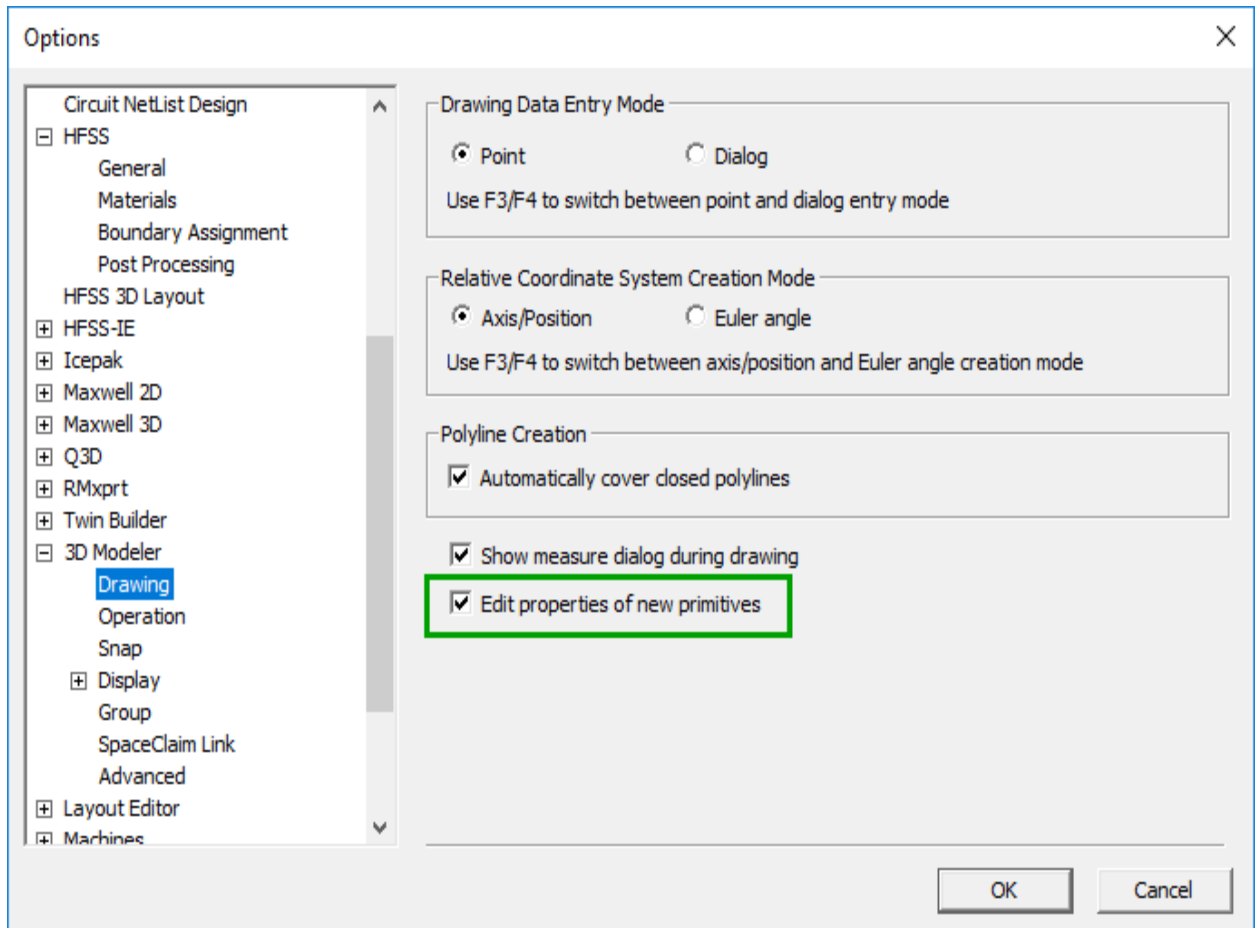 Options
Circuit NetList Design
HFSS
General
Materials
Boundary Assignment
Post Processing
HFSS 3D Layout
HFSS-IE
Icepak
Maxwell 2D
Maxwell 3D
Q3D
RMxprt
Twin Builder
3D Modeler
Drawing
Operation
Snap
Display
Group
SpaceClaim Link
Advanced
Layout Editor
Machines
Drawing Data Entry Mode
Point Dialog
Use F3/F4 to switch between point and dialog entry mode
Relative Coordinate System Creation Mode
Axis/Position Euler angle
Use F3/F4 to switch between axis/position and Euler angle creation mode
Polyline Creation
Automatically cover closed polylines
Show measure dialog during drawing
Edit properties of new primitives
OK Cancel